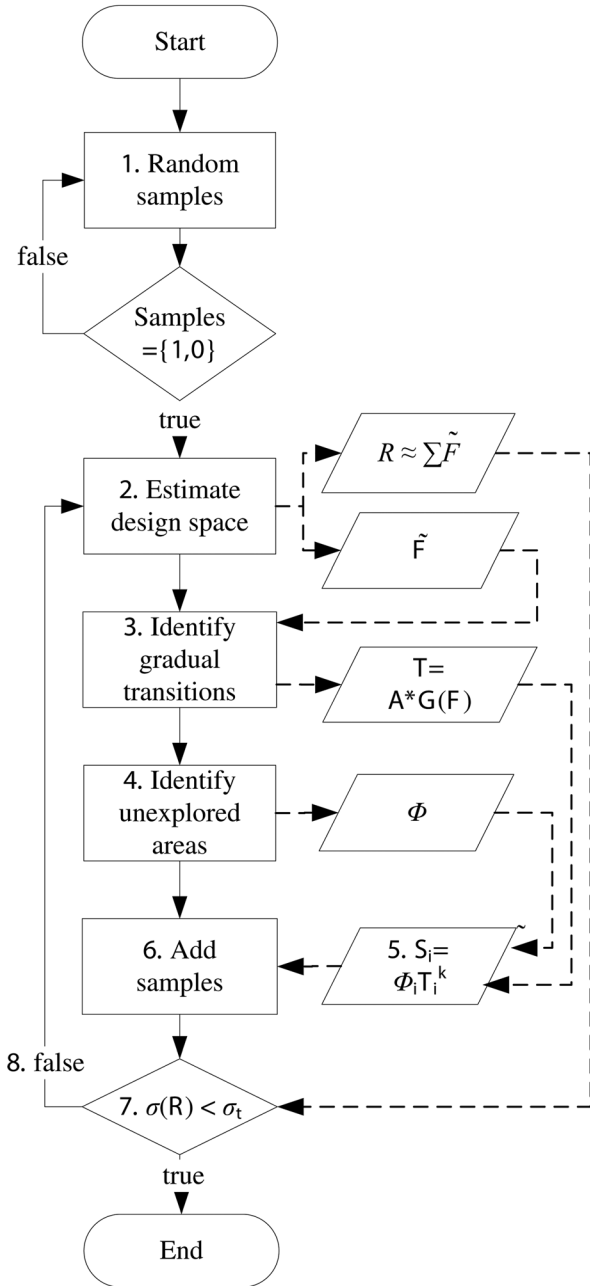 Start
1. Random
samples
false
Samples
={1,0}
true
2. Estimate
design space
R ≈ ∑F̃
F̃
3. Identify
gradual
transitions
T=
A*G(F)
4. Identify
unexplored
areas
Φ
6. Add
samples
~
5. Sᵢ=
ΦᵢTᵢᵏ
8. false
7. σ(R) < σₜ
true
End